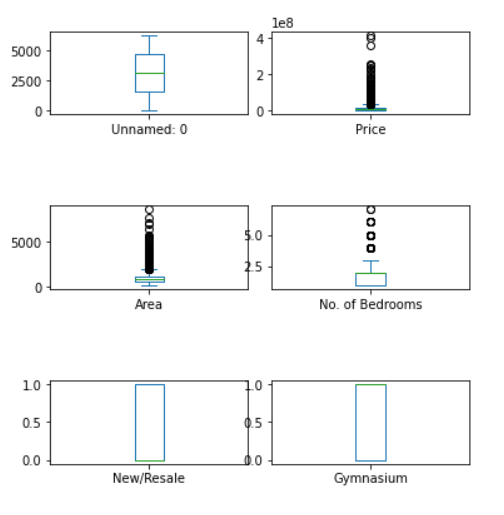 1e8
5000
2500
0
Unnamed: 0
4
2
0
Price
5000
0
Area
5.0
2.5
No. of Bedrooms
1.0
0.5
0.0
New/Resale
1.0
0.5
0.0
Gymnasium